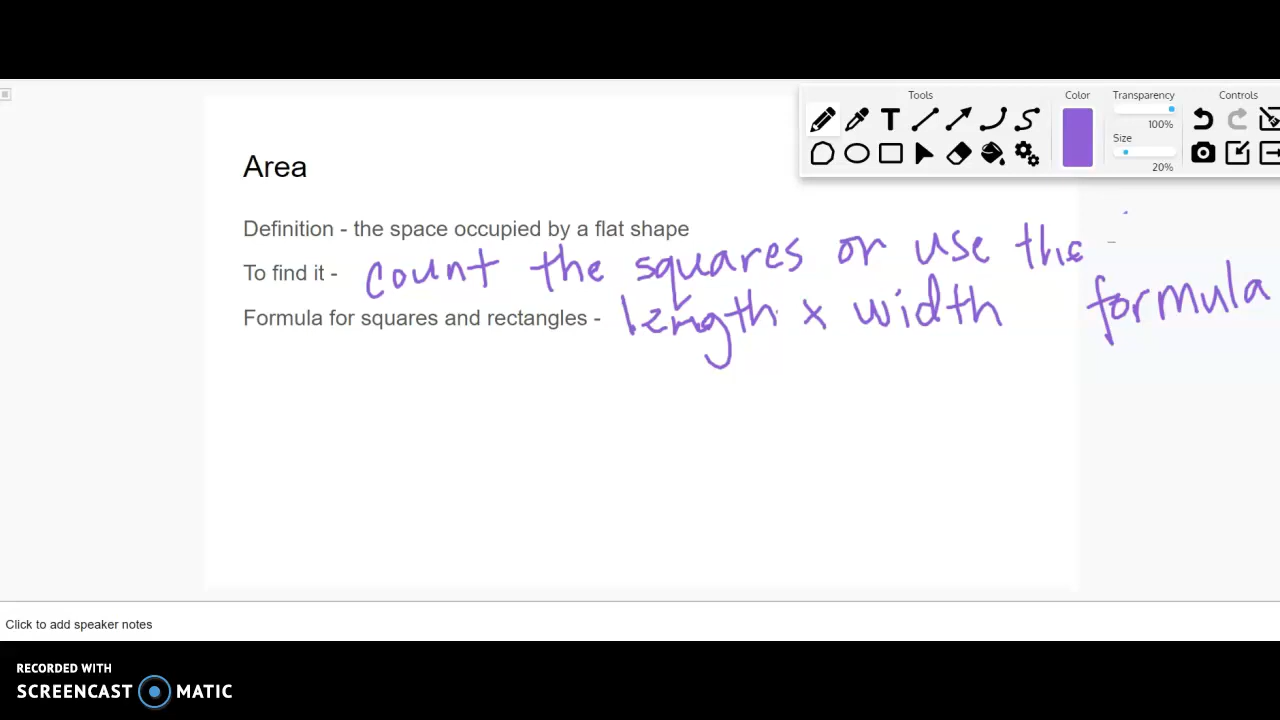 Tools
Color
Transparency
Controls
100%
Size
20%
Area
Definition - the space occupied by a flat shape
To find it - count the squares or use the formula
Formula for squares and rectangles - length x width
Click to add speaker notes
RECORDED WITH
SCREENCAST MATIC